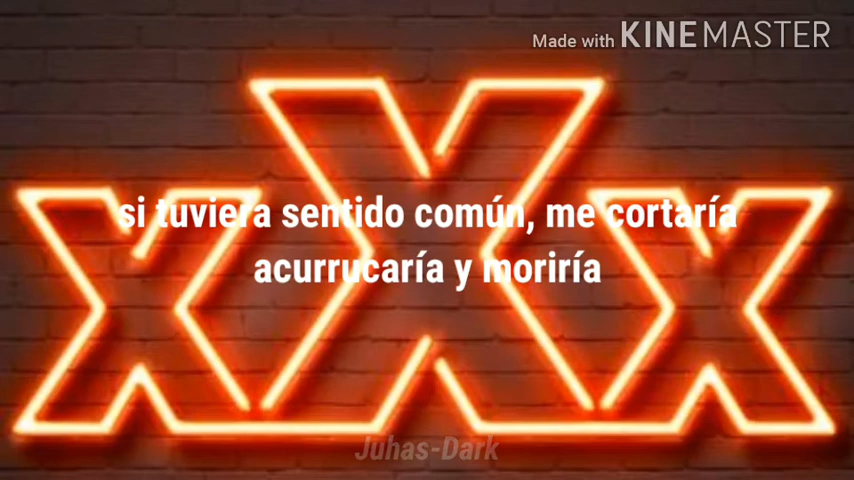 Made with KINEMASTER
xXx
si tuviera sentido común, me cortaría
acurrucaría y moriría
Juhas-Dark